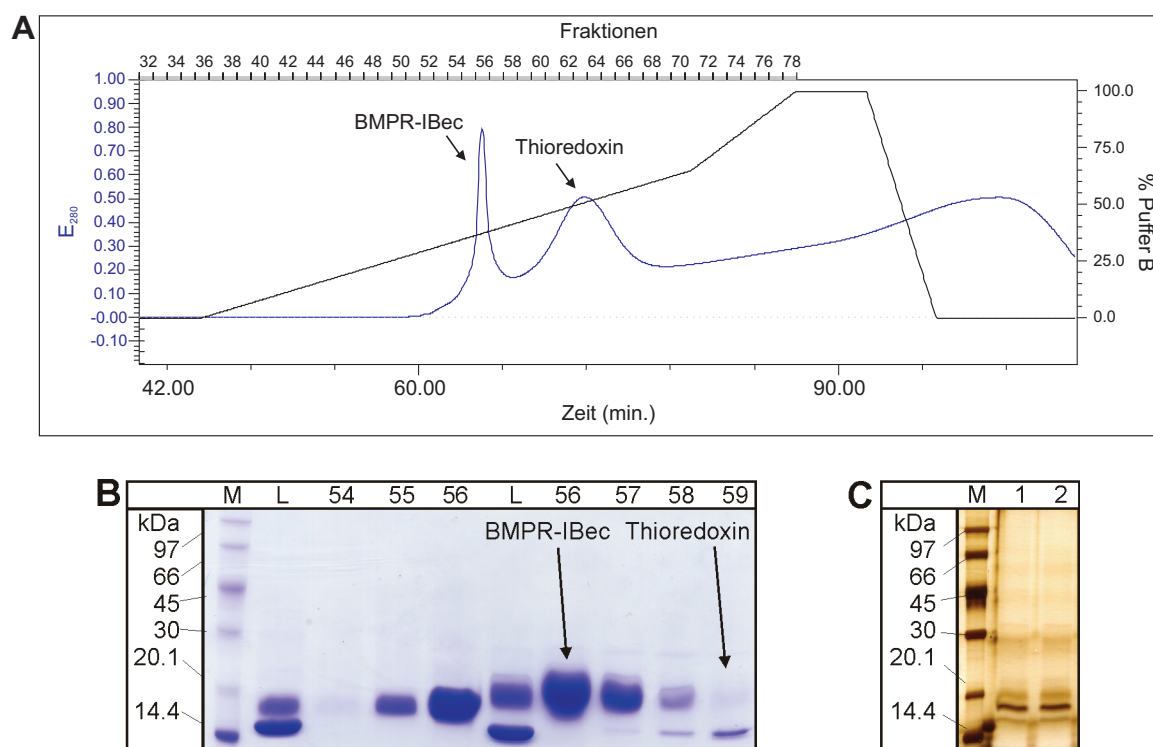 A
Fraktionen
32 34 36 38 40 42 44 46 48 50 52 54 56 58 60 62 64 66 68 70 72 74 76 78
1.00
0.90
0.80
0.70
0.60
0.50
0.40
0.30
0.20
0.10
-0.00
-0.10
E280
BMPR-IBec
Thioredoxin
100.0
75.0
50.0
25.0
0.0
% Puffer B
42.00 60.00 90.00
Zeit (min.)
B
M L 54 55 56 L 56 57 58 59
kDa
97
66
45
30
20.1
14.4
BMPR-IBec Thioredoxin
C
M 1 2
kDa
97
66
45
30
20.1
14.4